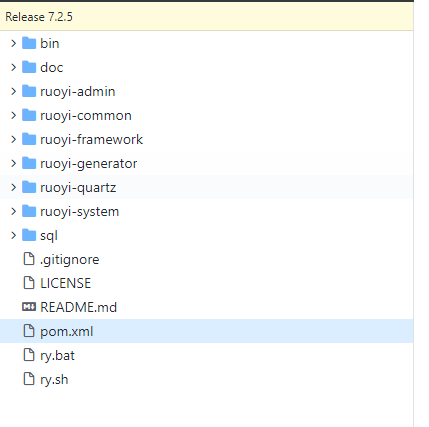 Release 7.2.5
bin
doc
ruoyi-admin
ruoyi-common
ruoyi-framework
ruoyi-generator
ruoyi-quartz
ruoyi-system
sql
.gitignore
LICENSE
README.md
pom.xml
ry.bat
ry.sh